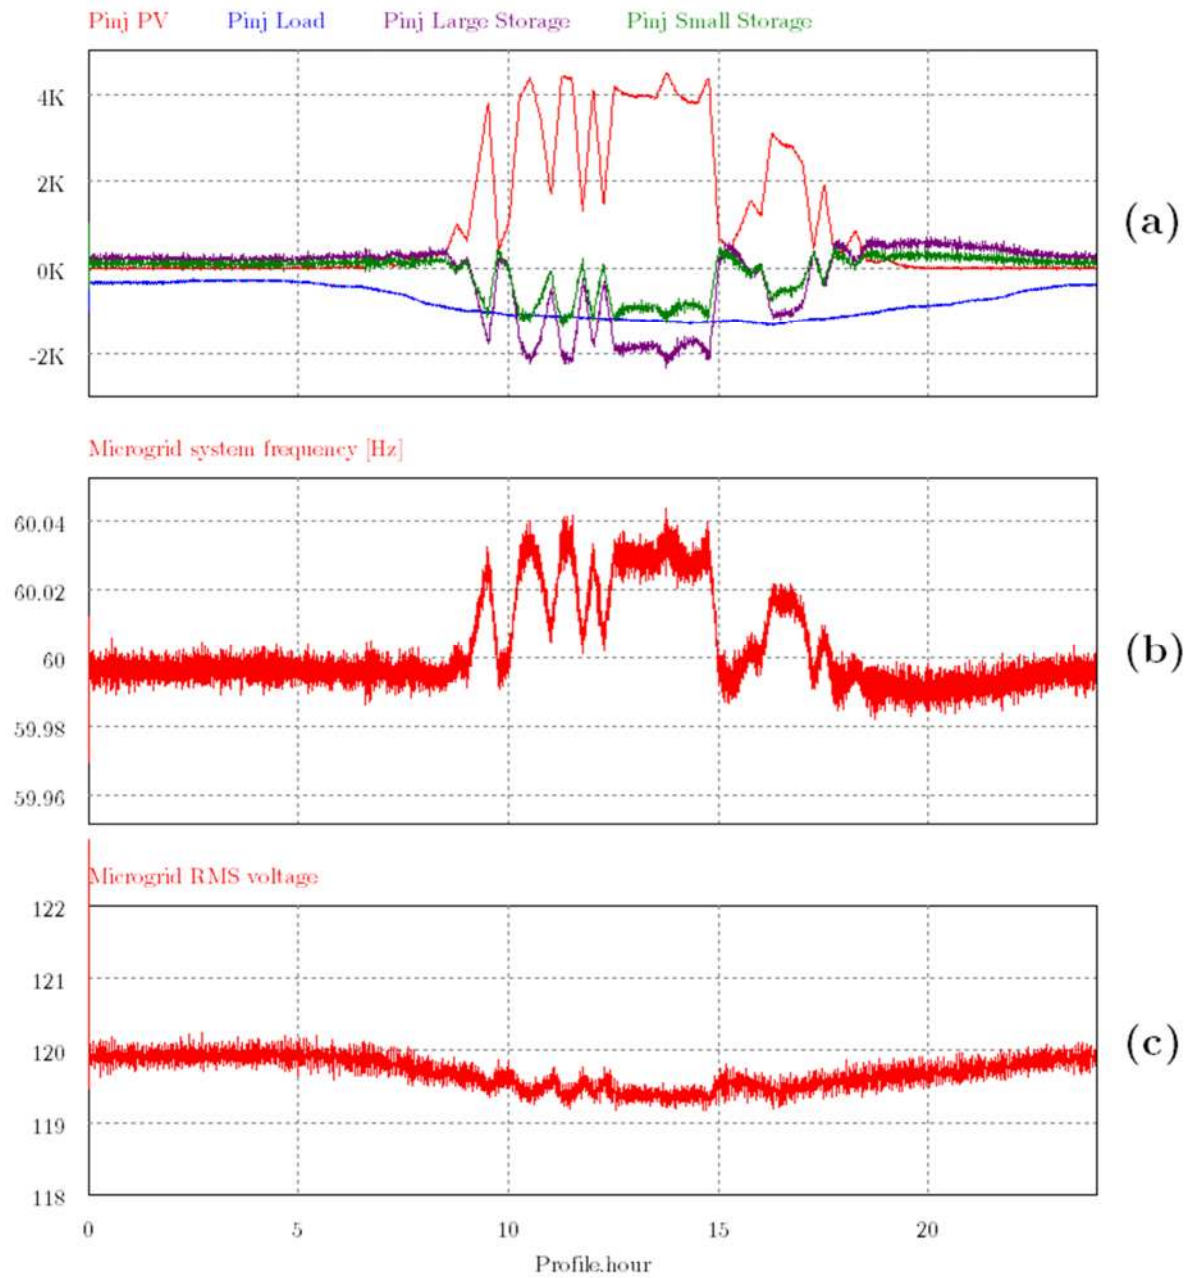 Pinj PV Pinj Load Pinj Large Storage Pinj Small Storage
4K
2K
0K
-2K
(a)
Microgrid system frequency [Hz]
60.04
60.02
60
59.98
59.96
(b)
Microgrid RMS voltage
122
121
120
119
118
(c)
0 5 10 15 20
Profile.hour